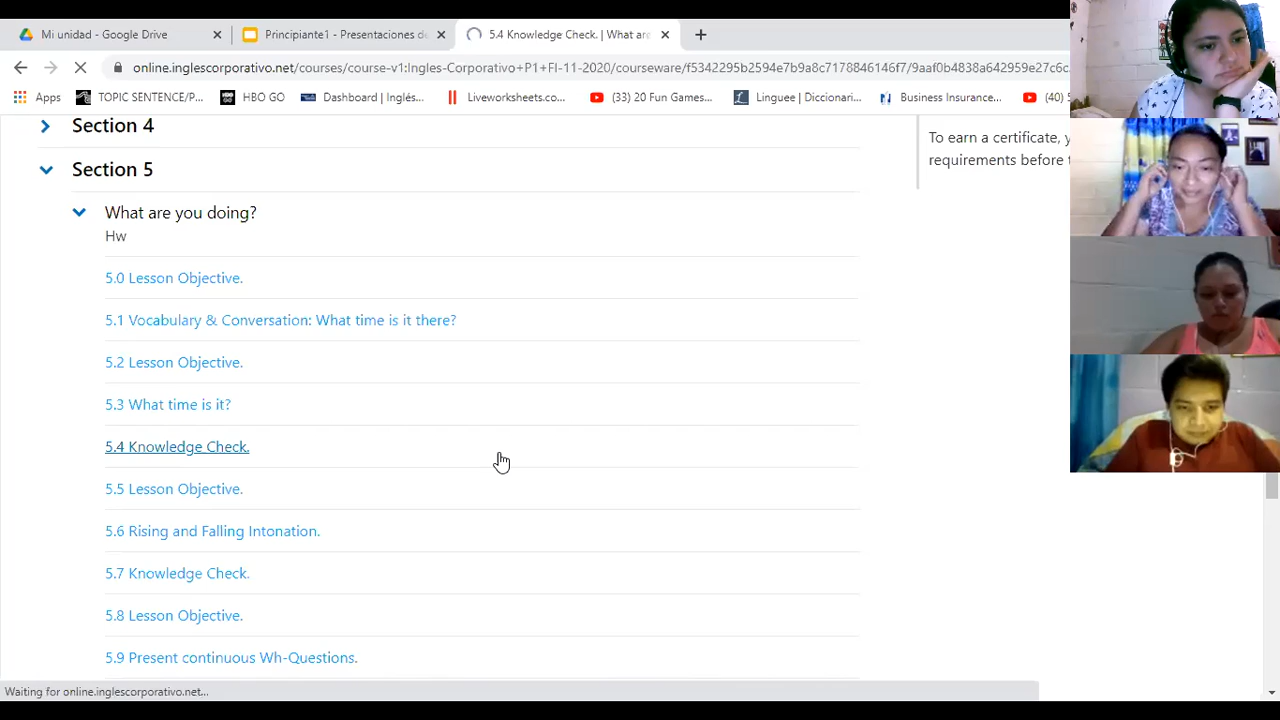 Mi unidad - Google Drive
Principiante1 - Presentaciones de
5.4 Knowledge Check. | What are
online.inglescorporativo.net/courses/course-v1:Ingles-Corporativo+P1+FI-11-2020/courseware/f5342295b2594e7b9a8c7178846146f7/9aaf0b4838a642959e27c6c
Apps
TOPIC SENTENCE/P...
HBO GO
Dashboard | Inglés...
Liveworksheets.co...
(33) 20 Fun Games...
Linguee | Diccionari...
Business Insurance...
(40)
Section 4
To earn a certificate,
requirements before
Section 5
What are you doing?
Hw
5.0 Lesson Objective.
5.1 Vocabulary & Conversation: What time is it there?
5.2 Lesson Objective.
5.3 What time is it?
5.4 Knowledge Check.
5.5 Lesson Objective.
5.6 Rising and Falling Intonation.
5.7 Knowledge Check.
5.8 Lesson Objective.
5.9 Present continuous Wh-Questions.
Waiting for online.inglescorporativo.net...